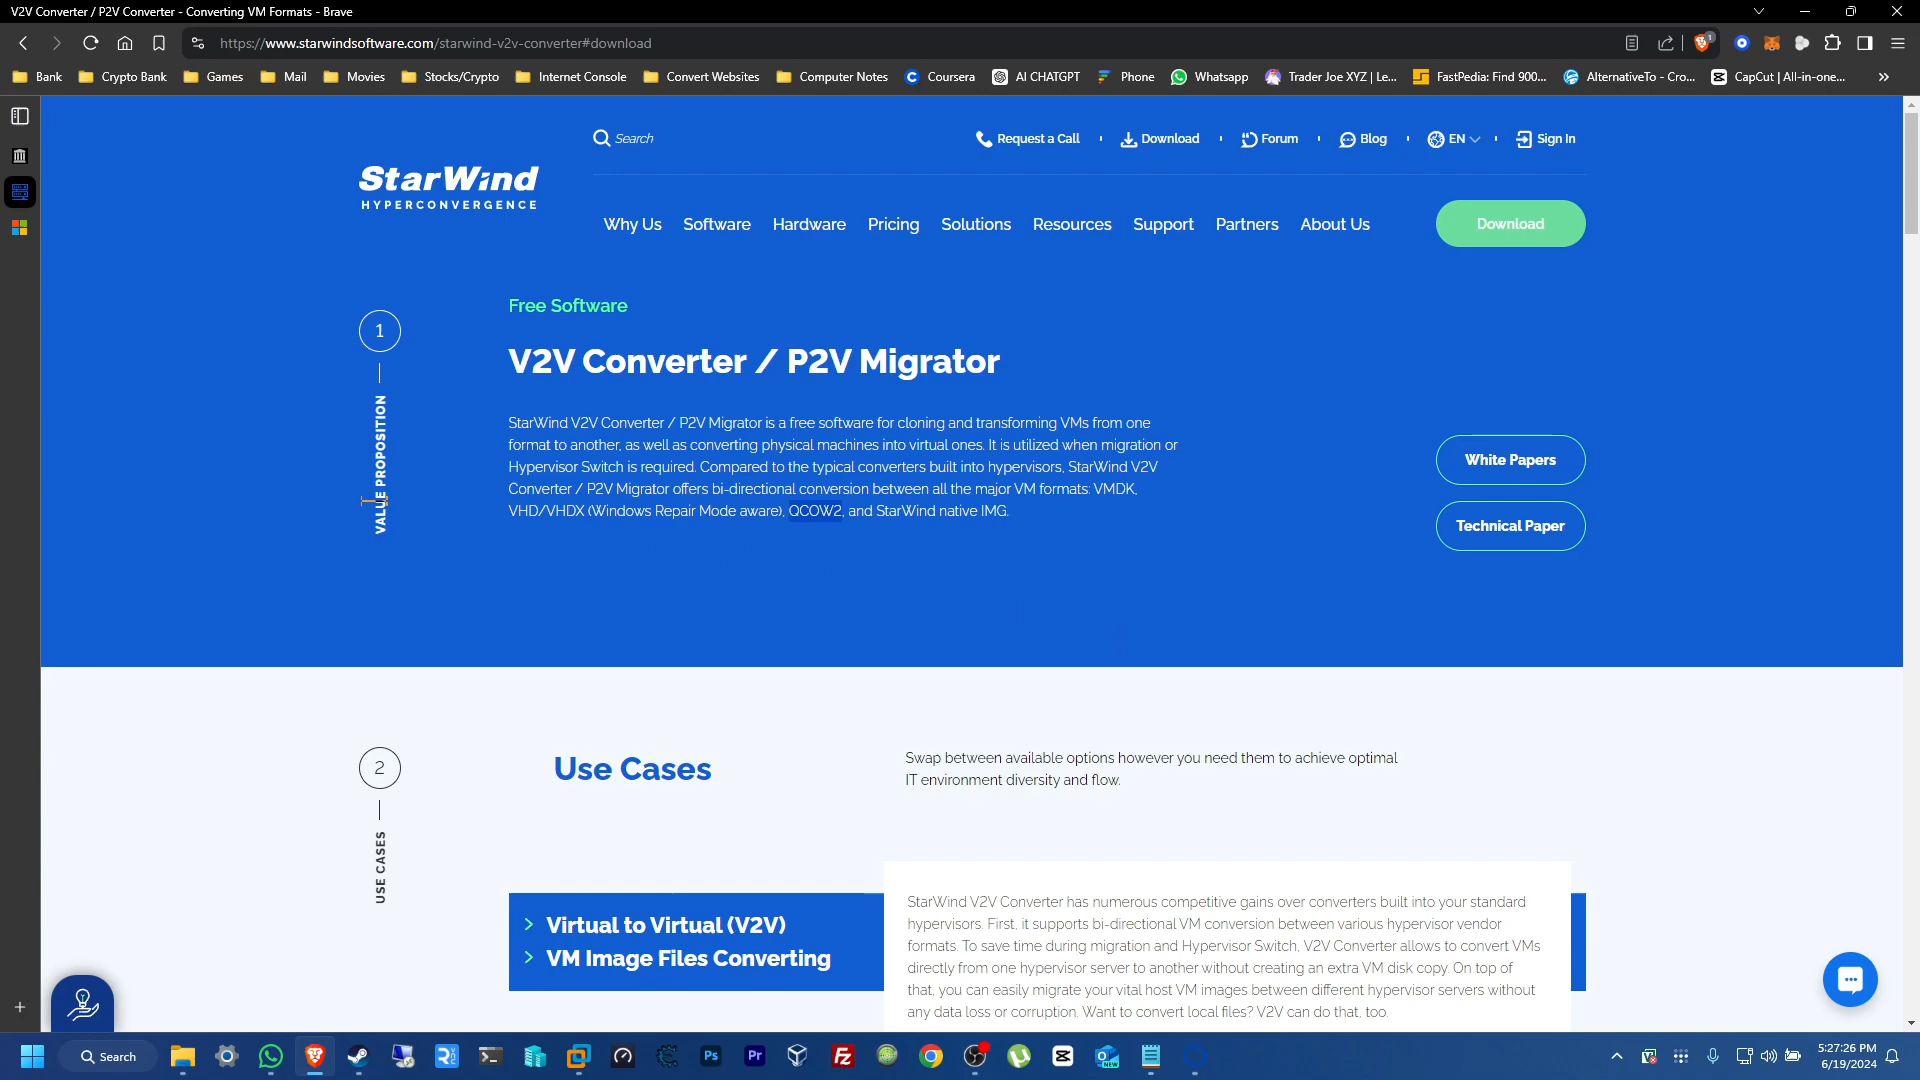 V2V Converter / P2V Converter - Converting VM Formats - Brave
https://www.starwindsoftware.com/starwind-v2v-converter#download
1
Bank
Crypto Bank
Games
Mail
Movies
Stocks/Crypto
Internet Console
Convert Websites
Computer Notes
Coursera
AI CHATGPT
Phone
Whatsapp
Trader Joe XYZ | Le...
FastPedia: Find 900...
AlternativeTo - Cro...
CapCut | All-in-one...
Search
Request a Call
Download
Forum
Blog
EN
Sign In
StarWind
HYPERCONVERGENCE
Why Us
Software
Hardware
Pricing
Solutions
Resources
Support
Partners
About Us
Download
1
VALUE PROPOSITION
Free Software
V2V Converter / P2V Migrator
StarWind V2V Converter / P2V Migrator is a free software for cloning and transforming VMs from one
format to another, as well as converting physical machines into virtual ones. It is utilized when migration or
Hypervisor Switch is required. Compared to the typical converters built into hypervisors, StarWind V2V
Converter / P2V Migrator offers bi-directional conversion between all the major VM formats: VMDK,
VHD/VHDX (Windows Repair Mode aware), QCOW2, and StarWind native IMG.
White Papers
Technical Paper
2
USE CASES
Use Cases
Swap between available options however you need them to achieve optimal
IT environment diversity and flow.
Virtual to Virtual (V2V)
VM Image Files Converting
StarWind V2V Converter has numerous competitive gains over converters built into your standard
hypervisors. First, it supports bi-directional VM conversion between various hypervisor vendor
formats. To save time during migration and Hypervisor Switch, V2V Converter allows to convert VMs
directly from one hypervisor server to another without creating an extra VM disk copy. On top of
that, you can easily migrate your vital host VM images between different hypervisor servers without
any data loss or corruption. Want to convert local files? V2V can do that, too.
Search
Ps
Pr
Fz
NEW
5:27:26 PM
6/19/2024